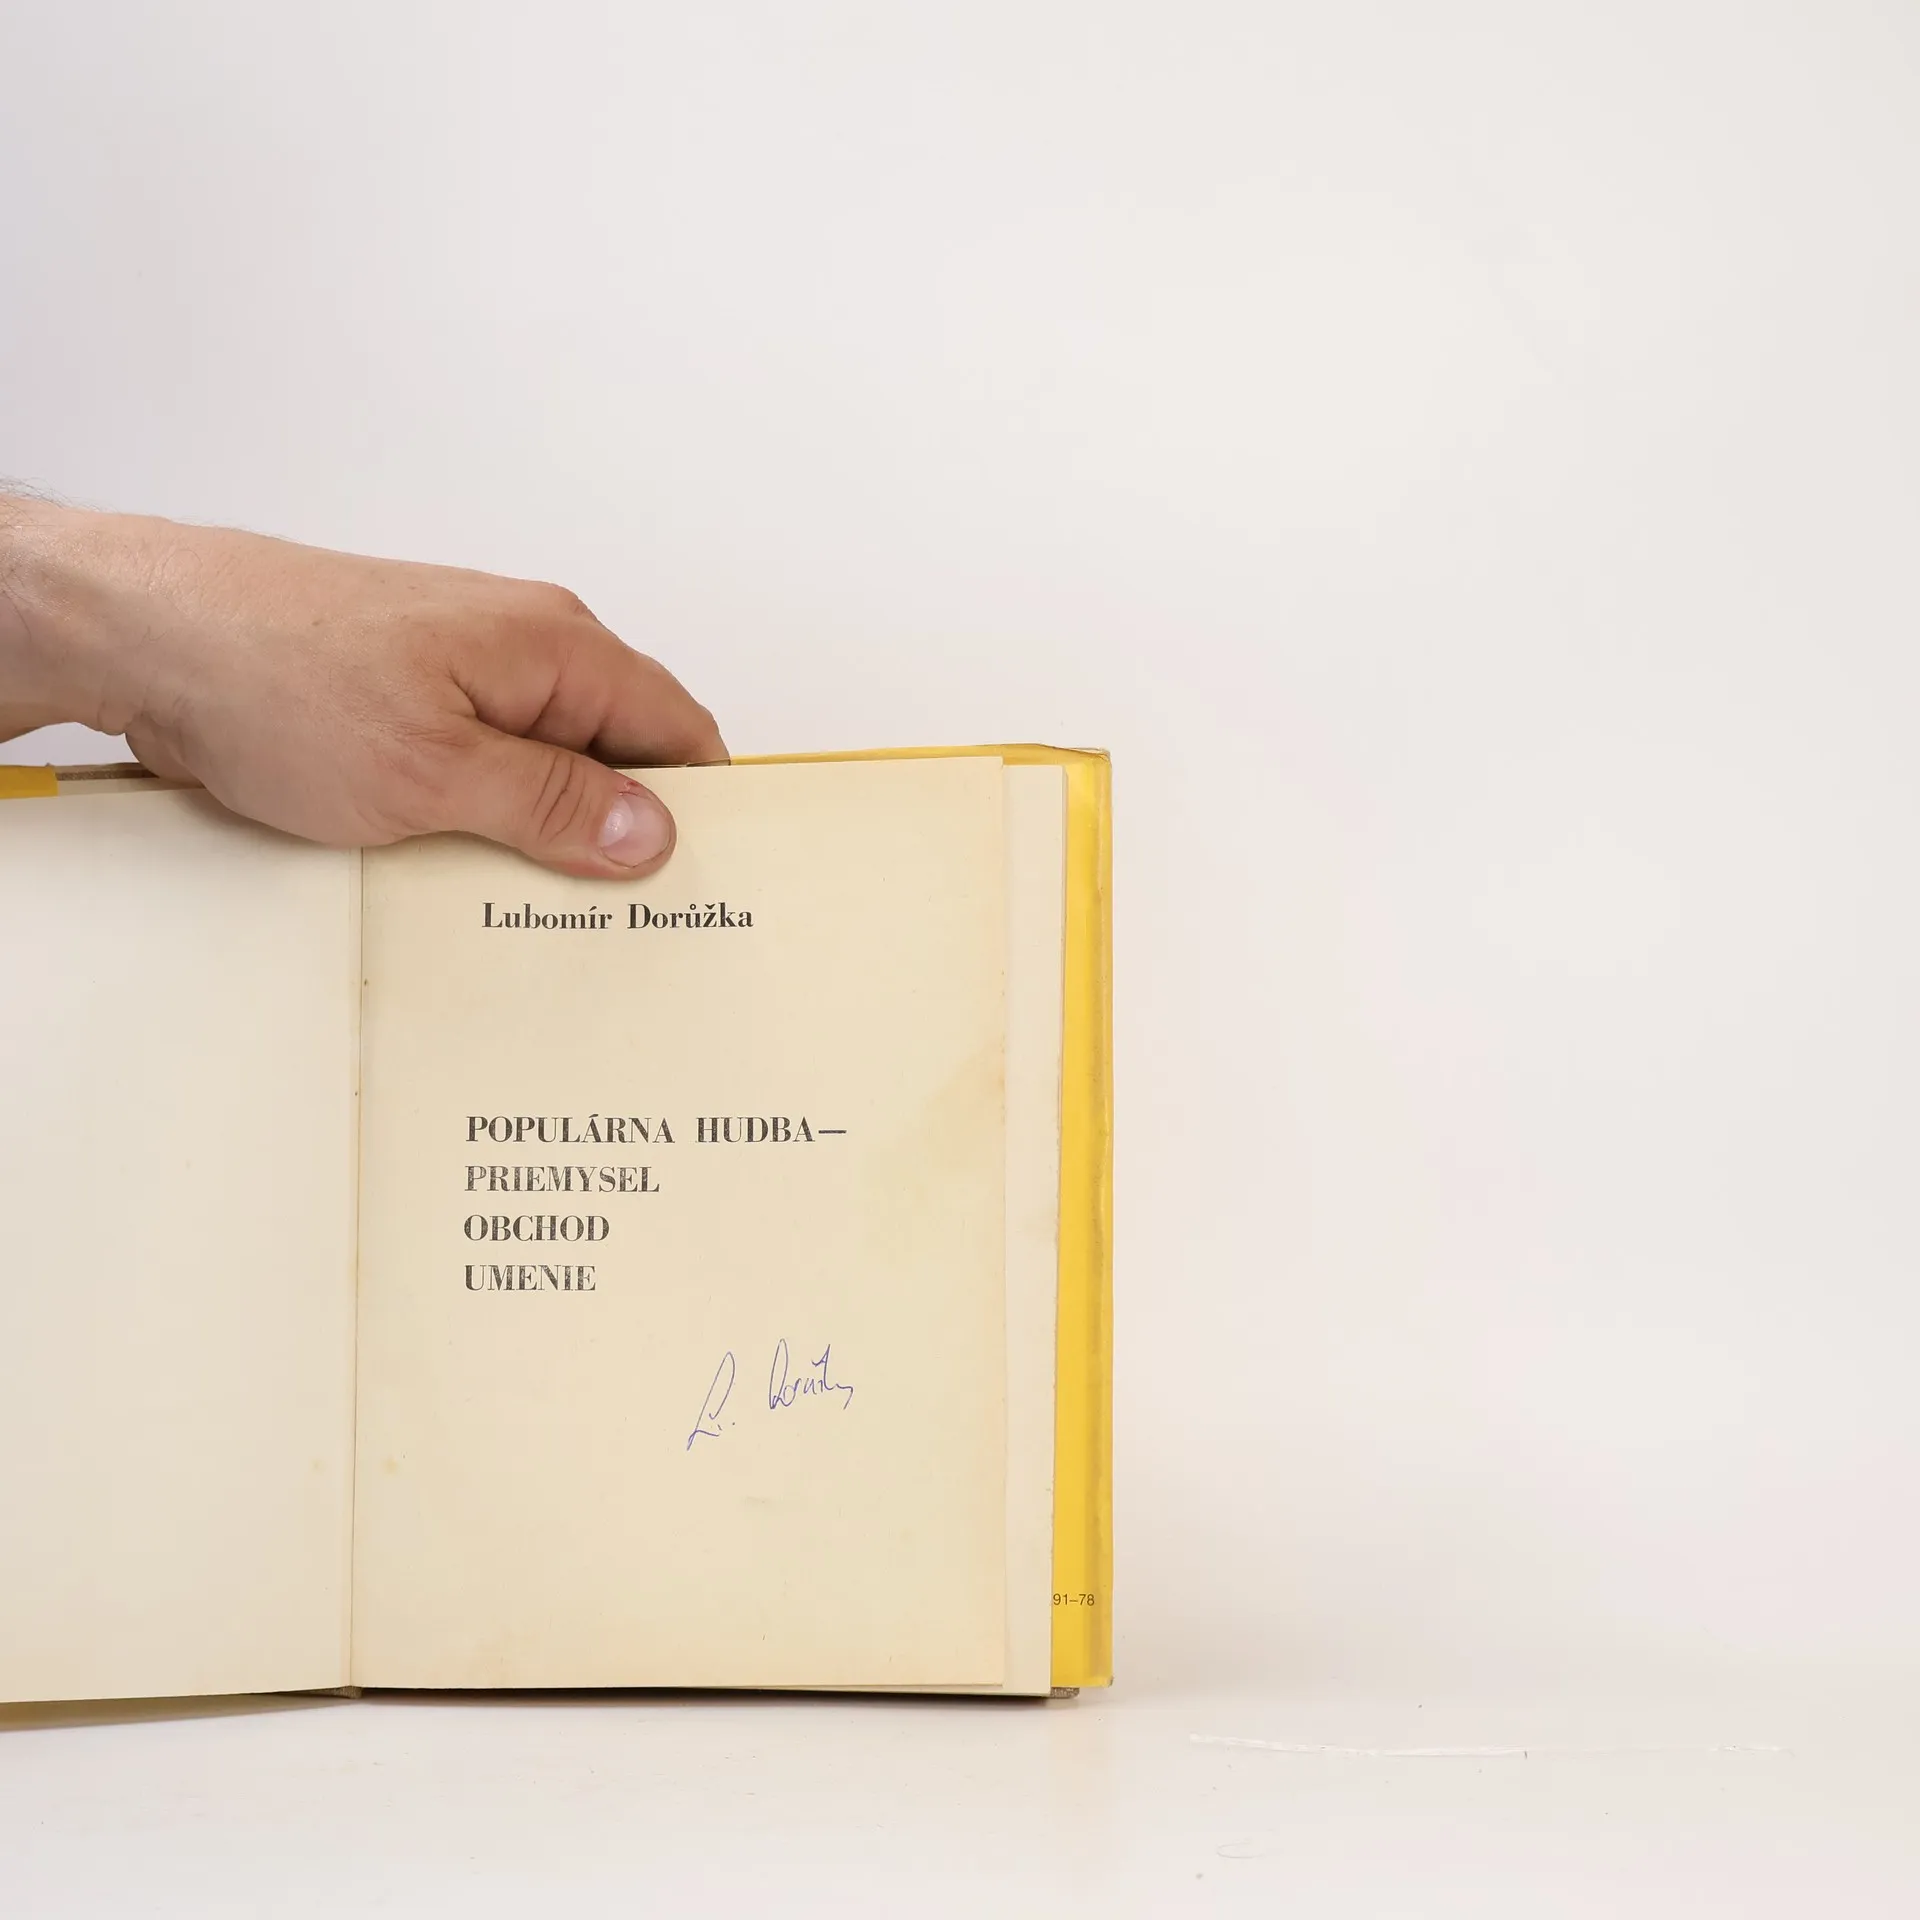 Lubomír Dorůžka
POPULÁRNA HUDBA—
PRIEMYSEL
OBCHOD
UMENIE
91–78